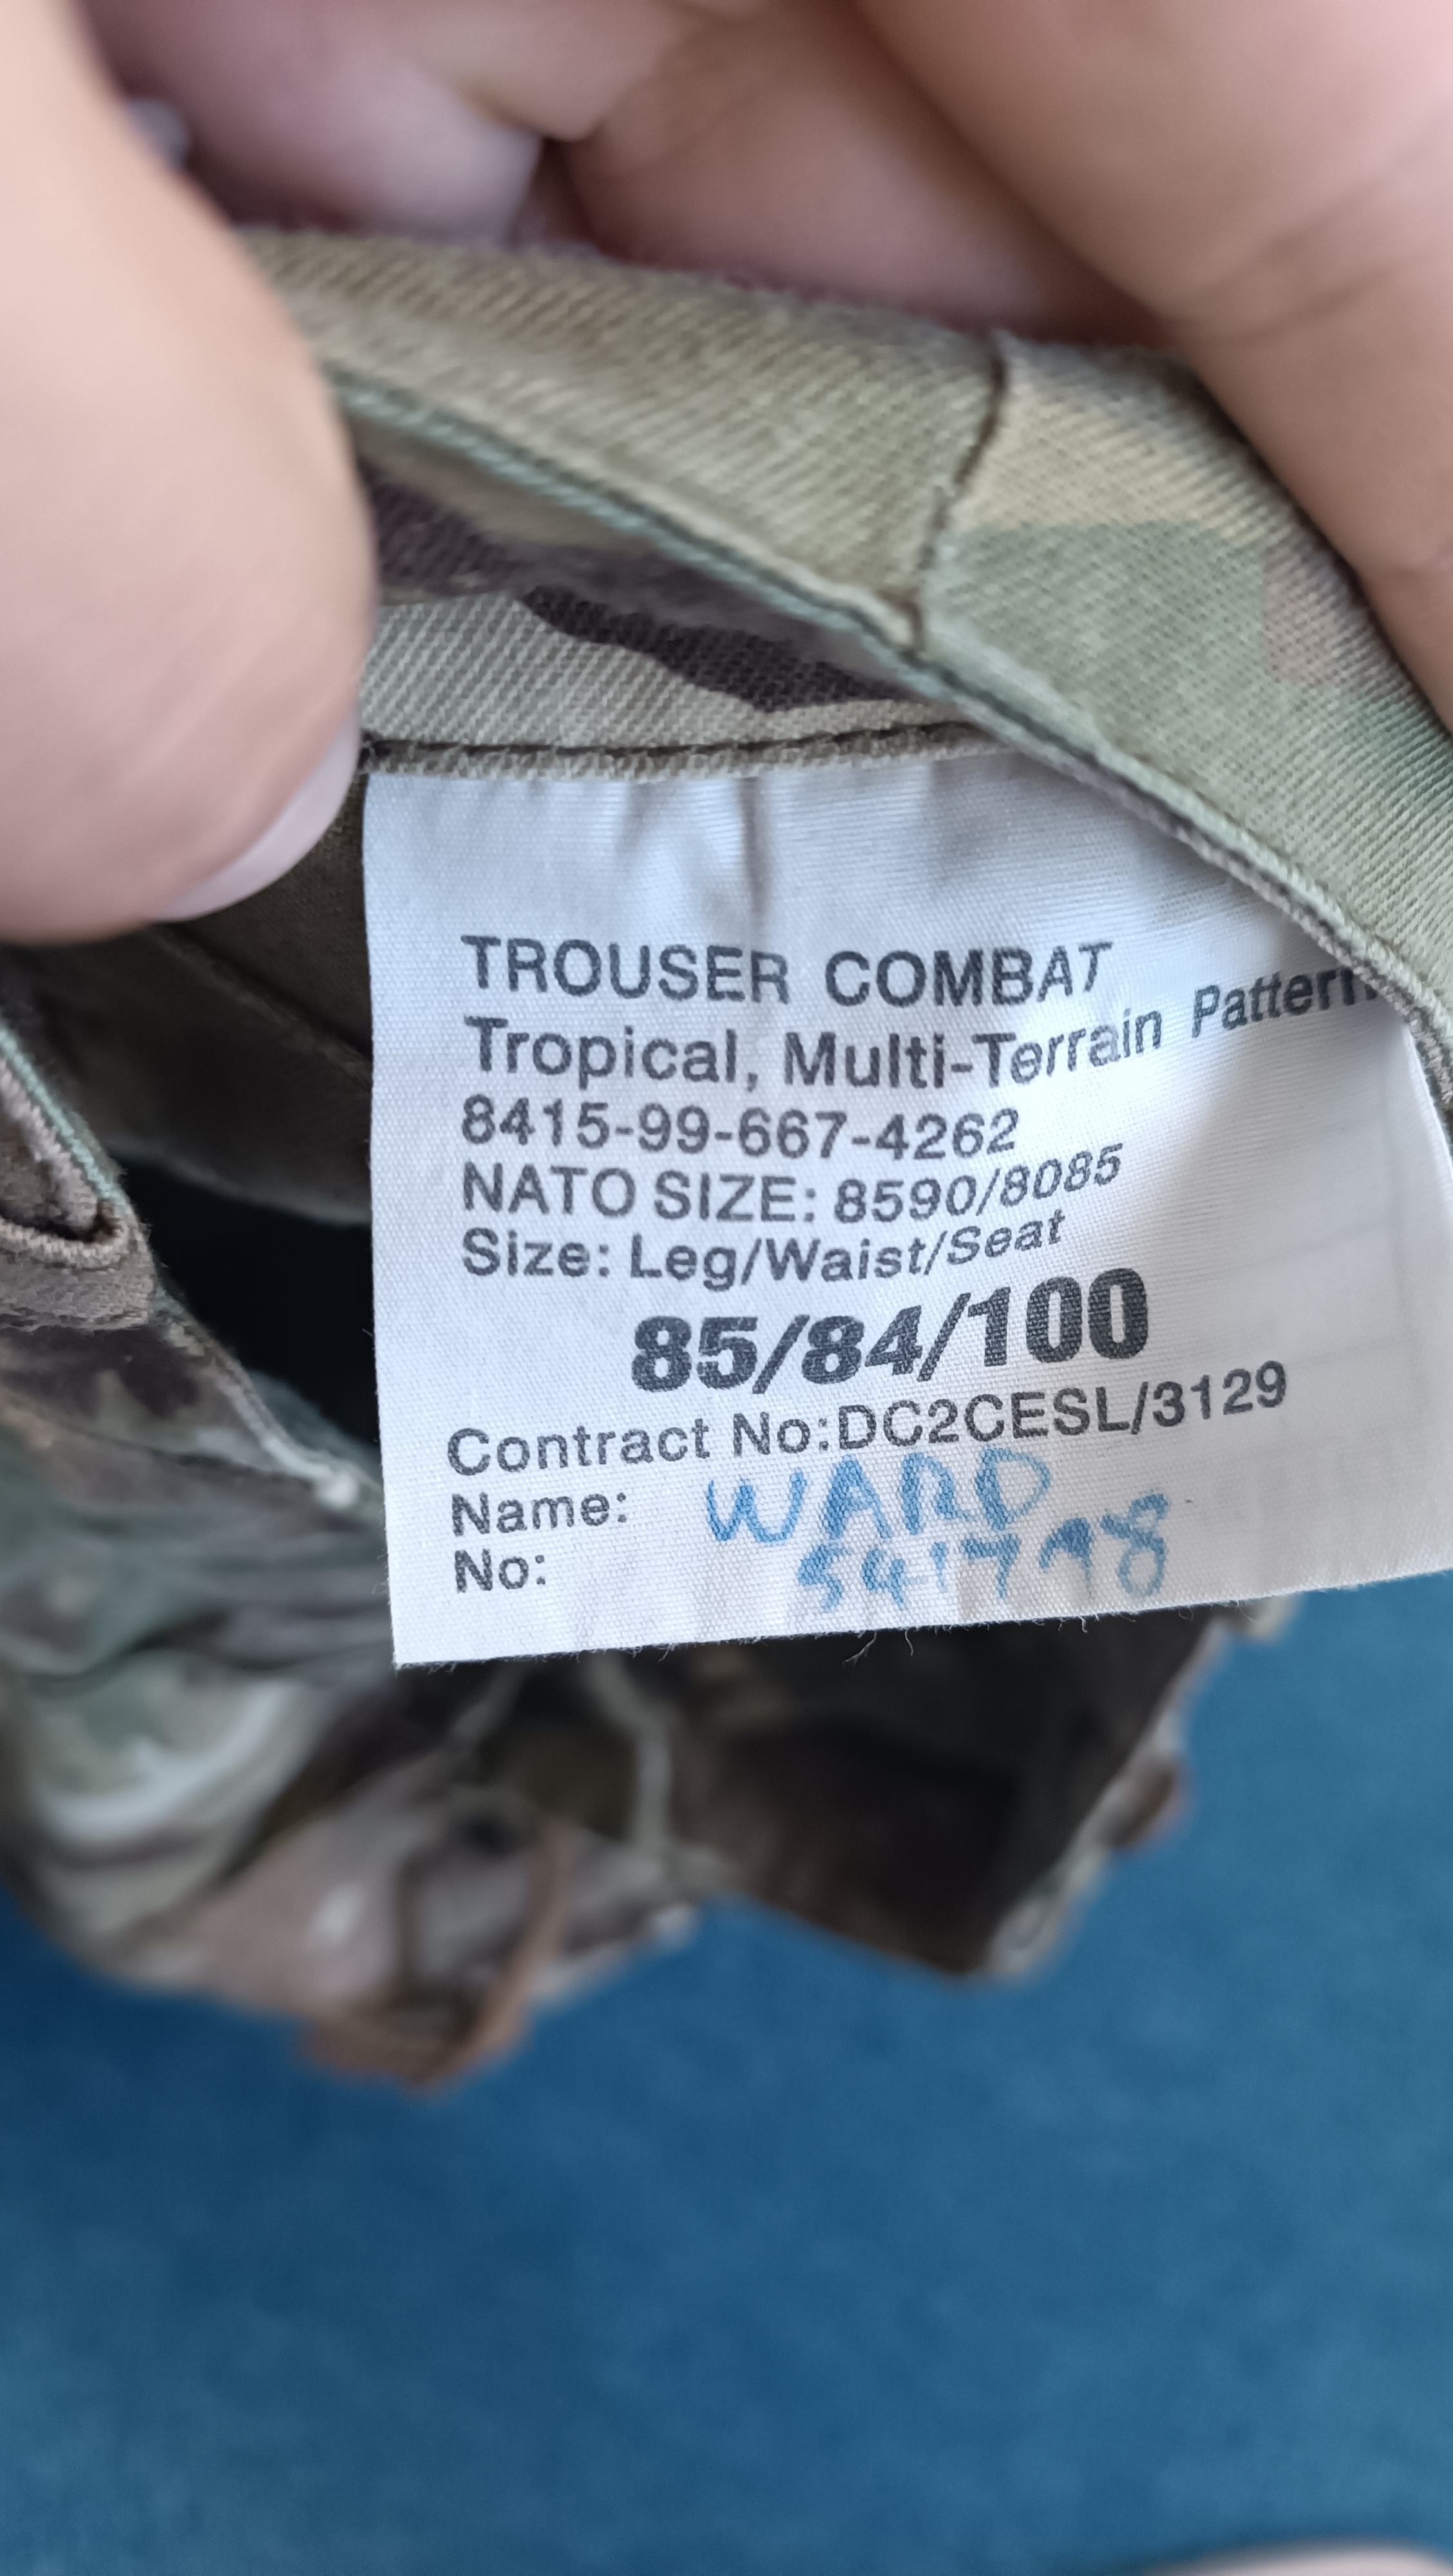 TROUSER COMBAT
Tropical, Multi-Terrain Pattern
8415-99-667-4262
NATO SIZE: 8590/8085
Size: Leg/Waist/Seat
85/84/100
Contract No:DC2CESL/3129
Name: WARD
No: 541798